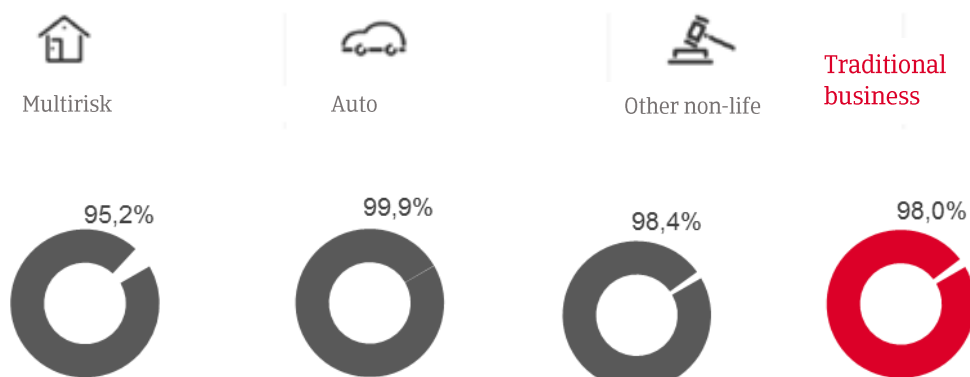 Multirisk
Auto
Other non-life
Traditional
business
95,2%
99,9%
98,4%
98,0%